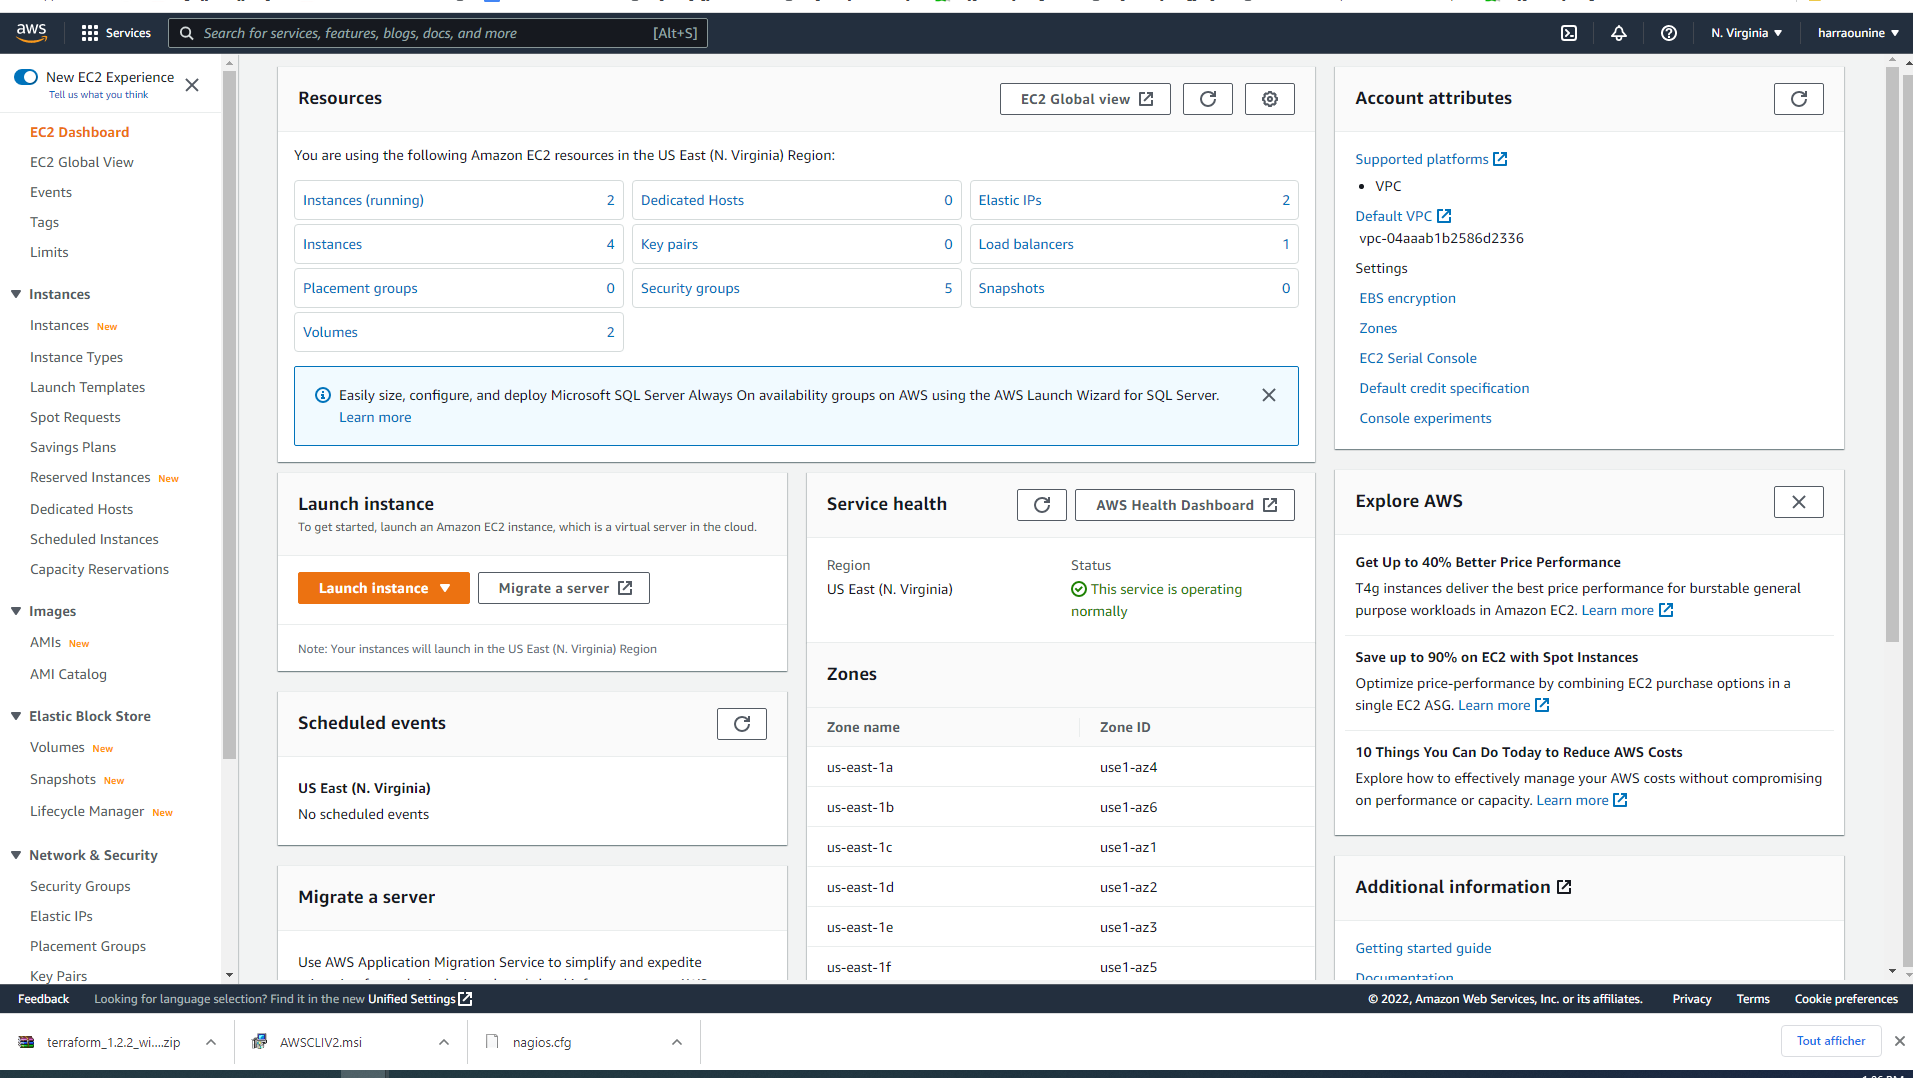 aws
Services
Search for services, features, blogs, docs, and more
[Alt+S]
N. Virginia
harraounine
New EC2 Experience
Tell us what you think
EC2 Dashboard
EC2 Global View
Events
Tags
Limits
Instances
Instances New
Instance Types
Launch Templates
Spot Requests
Savings Plans
Reserved Instances New
Dedicated Hosts
Scheduled Instances
Capacity Reservations
Images
AMIs New
AMI Catalog
Elastic Block Store
Volumes New
Snapshots New
Lifecycle Manager New
Network & Security
Security Groups
Elastic IPs
Placement Groups
Key Pairs
Resources
EC2 Global view
You are using the following Amazon EC2 resources in the US East (N. Virginia) Region:
Instances (running) 2
Dedicated Hosts 0
Elastic IPs 2
Instances 4
Key pairs 0
Load balancers 1
Placement groups 0
Security groups 5
Snapshots 0
Volumes 2
Easily size, configure, and deploy Microsoft SQL Server Always On availability groups on AWS using the AWS Launch Wizard for SQL Server.
Learn more
Launch instance
To get started, launch an Amazon EC2 instance, which is a virtual server in the cloud.
Launch instance
Migrate a server
Note: Your instances will launch in the US East (N. Virginia) Region
Scheduled events
US East (N. Virginia)
No scheduled events
Migrate a server
Use AWS Application Migration Service to simplify and expedite
Service health
AWS Health Dashboard
Region
US East (N. Virginia)
Status
This service is operating
normally
Zones
Zone name Zone ID
us-east-1a use1-az4
us-east-1b use1-az6
us-east-1c use1-az1
us-east-1d use1-az2
us-east-1e use1-az3
us-east-1f use1-az5
Account attributes
Supported platforms
• VPC
Default VPC
vpc-04aaab1b2586d2336
Settings
EBS encryption
Zones
EC2 Serial Console
Default credit specification
Console experiments
Explore AWS
Get Up to 40% Better Price Performance
T4g instances deliver the best price performance for burstable general
purpose workloads in Amazon EC2. Learn more
Save up to 90% on EC2 with Spot Instances
Optimize price-performance by combining EC2 purchase options in a
single EC2 ASG. Learn more
10 Things You Can Do Today to Reduce AWS Costs
Explore how to effectively manage your AWS costs without compromising
on performance or capacity. Learn more
Additional information
Getting started guide
Documentation
Feedback
Looking for language selection? Find it in the new Unified Settings
© 2022, Amazon Web Services, Inc. or its affiliates.
Privacy
Terms
Cookie preferences
terraform_1.2.2_wi....zip
AWSCLIV2.msi
nagios.cfg
Tout afficher